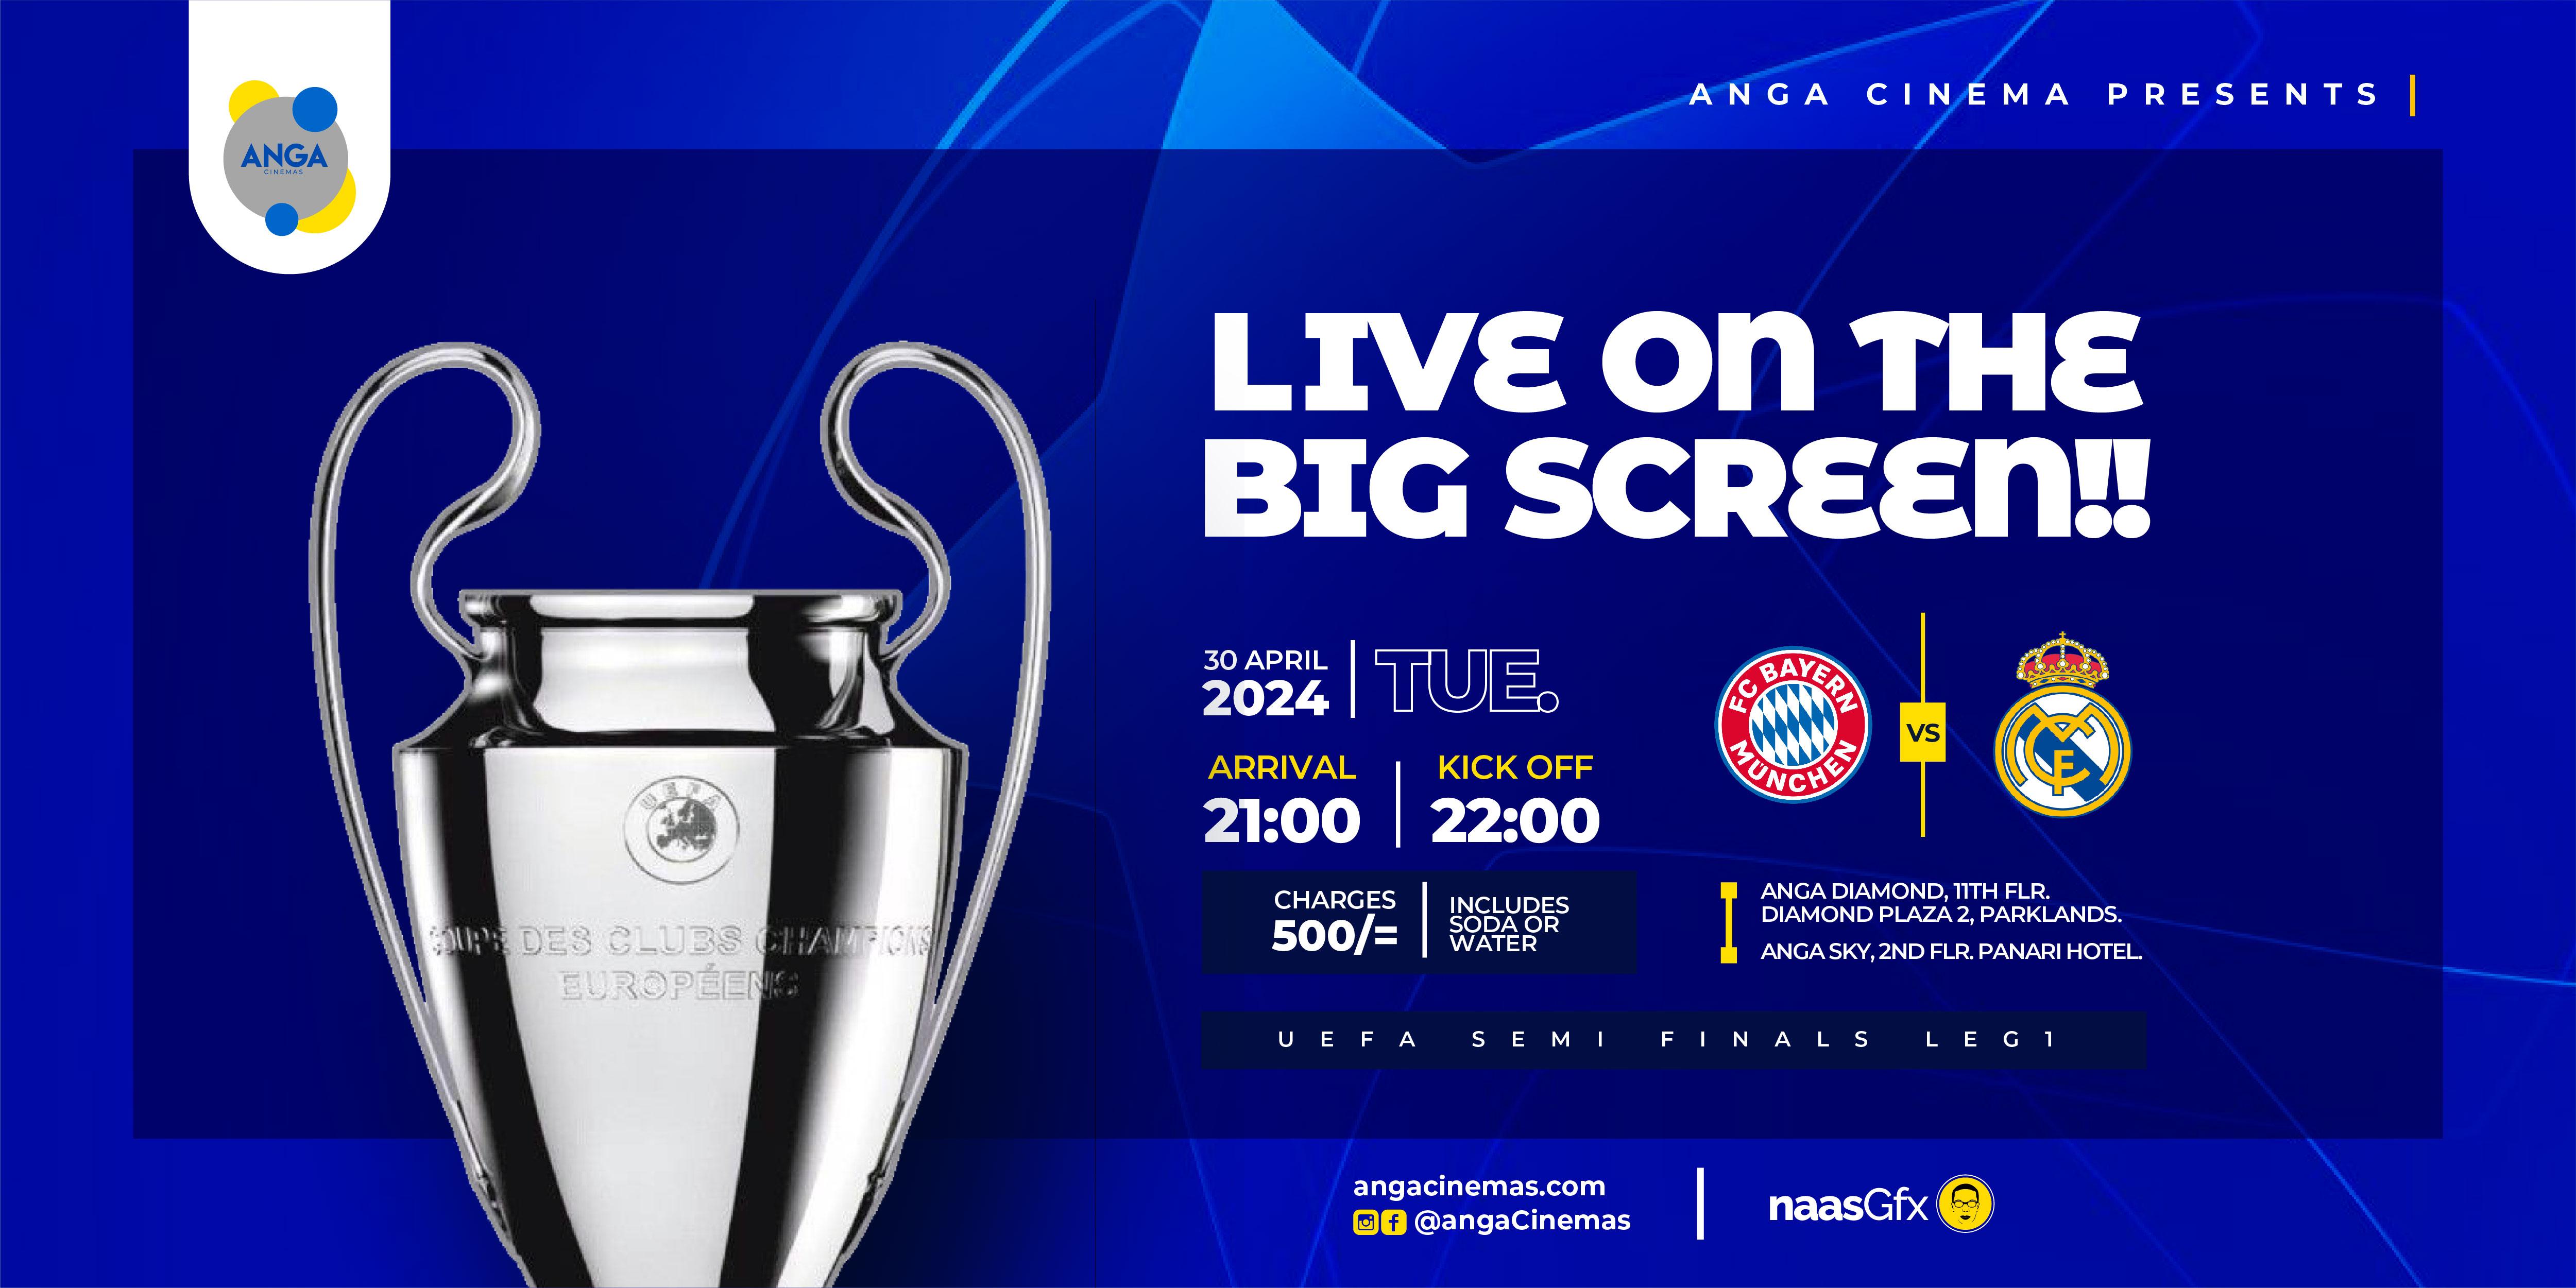 ANGA
CINEMAS
ANGA CINEMA PRESENTS
LIVE ON THE
BIG SCREEN!!
30 APRIL
2024
TUE.
ARRIVAL
21:00
KICK OFF
22:00
FC BAYERN
MÜNCHEN
VS
CHARGES
500/=
INCLUDES
SODA OR
WATER
ANGA DIAMOND, 11TH FLR.
DIAMOND PLAZA 2, PARKLANDS.
ANGA SKY, 2ND FLR. PANARI HOTEL.
UEFA SEMI FINALS LEG 1
UEFA
COUPE DES CLUBS CHAMPIONS
EUROPÉENS
angacinemas.com
@angaCinemas
naasGfx